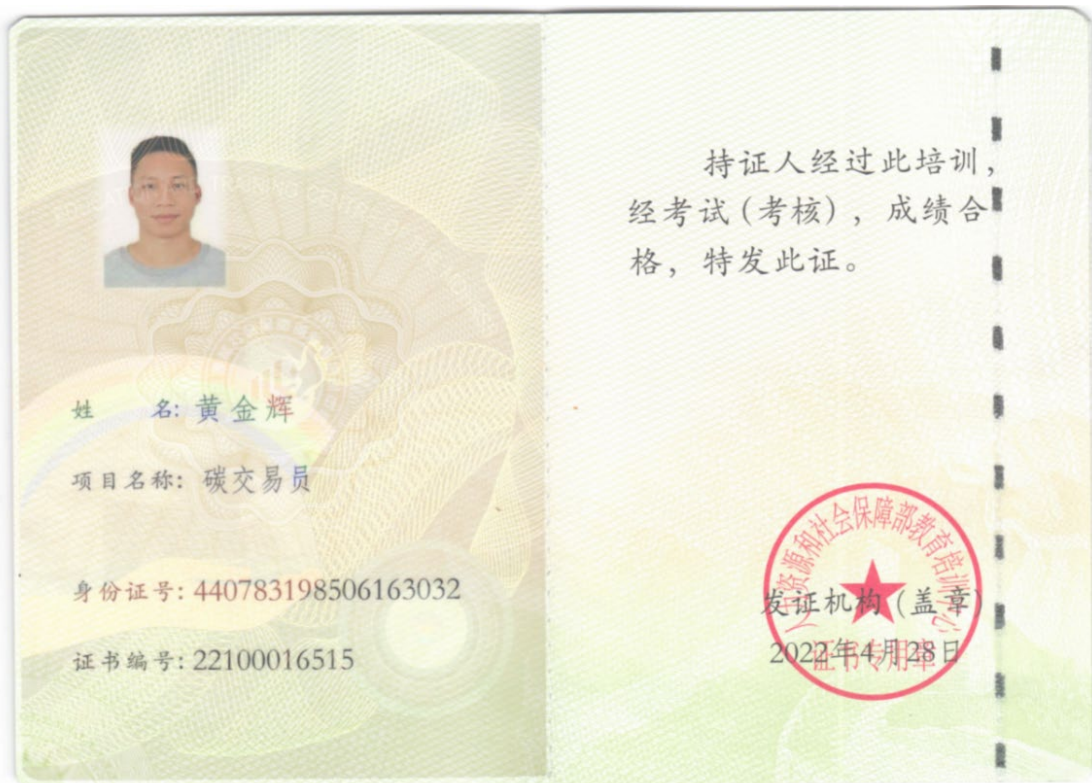 姓 名: 黄金辉
项目名称: 碳交易员
身份证号: 440783198506163032
证书编号: 22100016515
持证人经过此培训,
经考试(考核), 成绩合
格, 特发此证。
人力资源和社会保障部教育培训中心
发证机构(盖章)
2022年4月28日
证书专用章